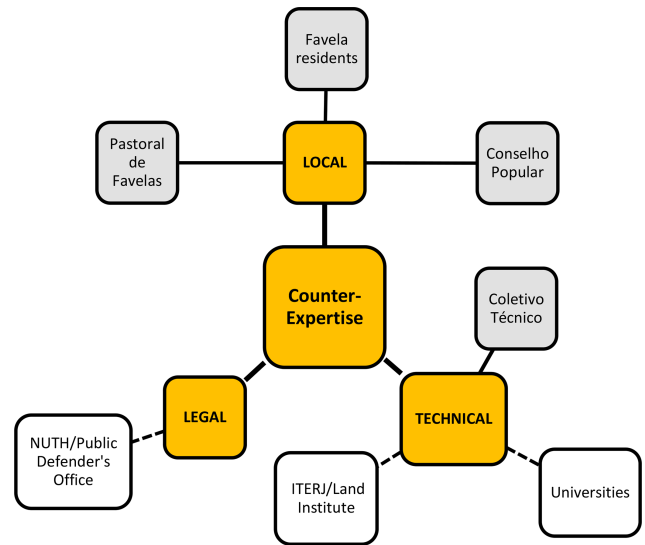 Favela
residents
Pastoral
de
Favelas
LOCAL
Conselho
Popular
Counter-
Expertise
Coletivo
Técnico
LEGAL
TECHNICAL
NUTH/Public
Defender's
Office
ITERJ/Land
Institute
Universities